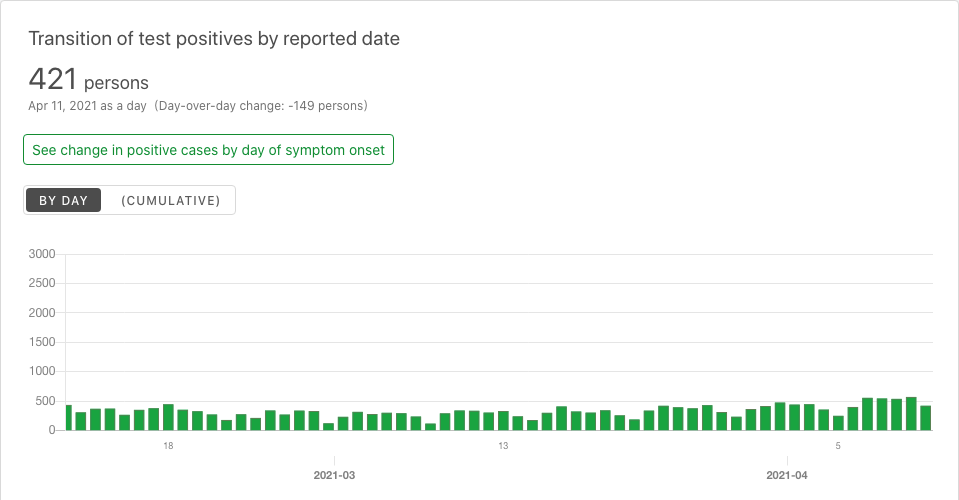 Transition of test positives by reported date
421 persons
Apr 11, 2021 as a day (Day-over-day change: -149 persons)
See change in positive cases by day of symptom onset
BY DAY (CUMULATIVE)
3000
2500
2000
1500
1000
500
0
18 13 5
2021-03 2021-04